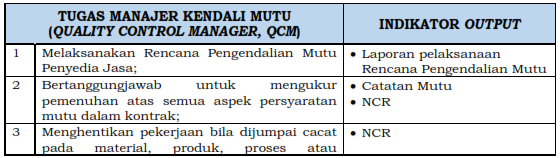 TUGAS MANAJER KENDALI MUTU
(QUALITY CONTROL MANAGER, QCM)
INDIKATOR OUTPUT
1 Melaksanakan Rencana Pengendalian Mutu
Penyedia Jasa;
• Laporan pelaksanaan
Rencana Pengendalian Mutu
2 Bertanggungjawab untuk mengukur
pemenuhan atas semua aspek persyaratan
mutu dalam kontrak;
• Catatan Mutu
• NCR
3 Menghentikan pekerjaan bila dijumpai cacat
pada material, produk, proses atau
• NCR